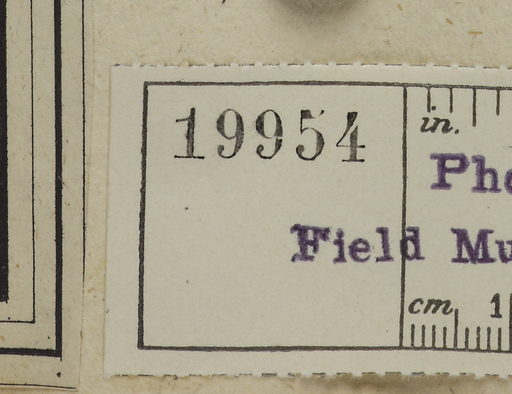 19954
in.
Pho
Field Mu
cm 1